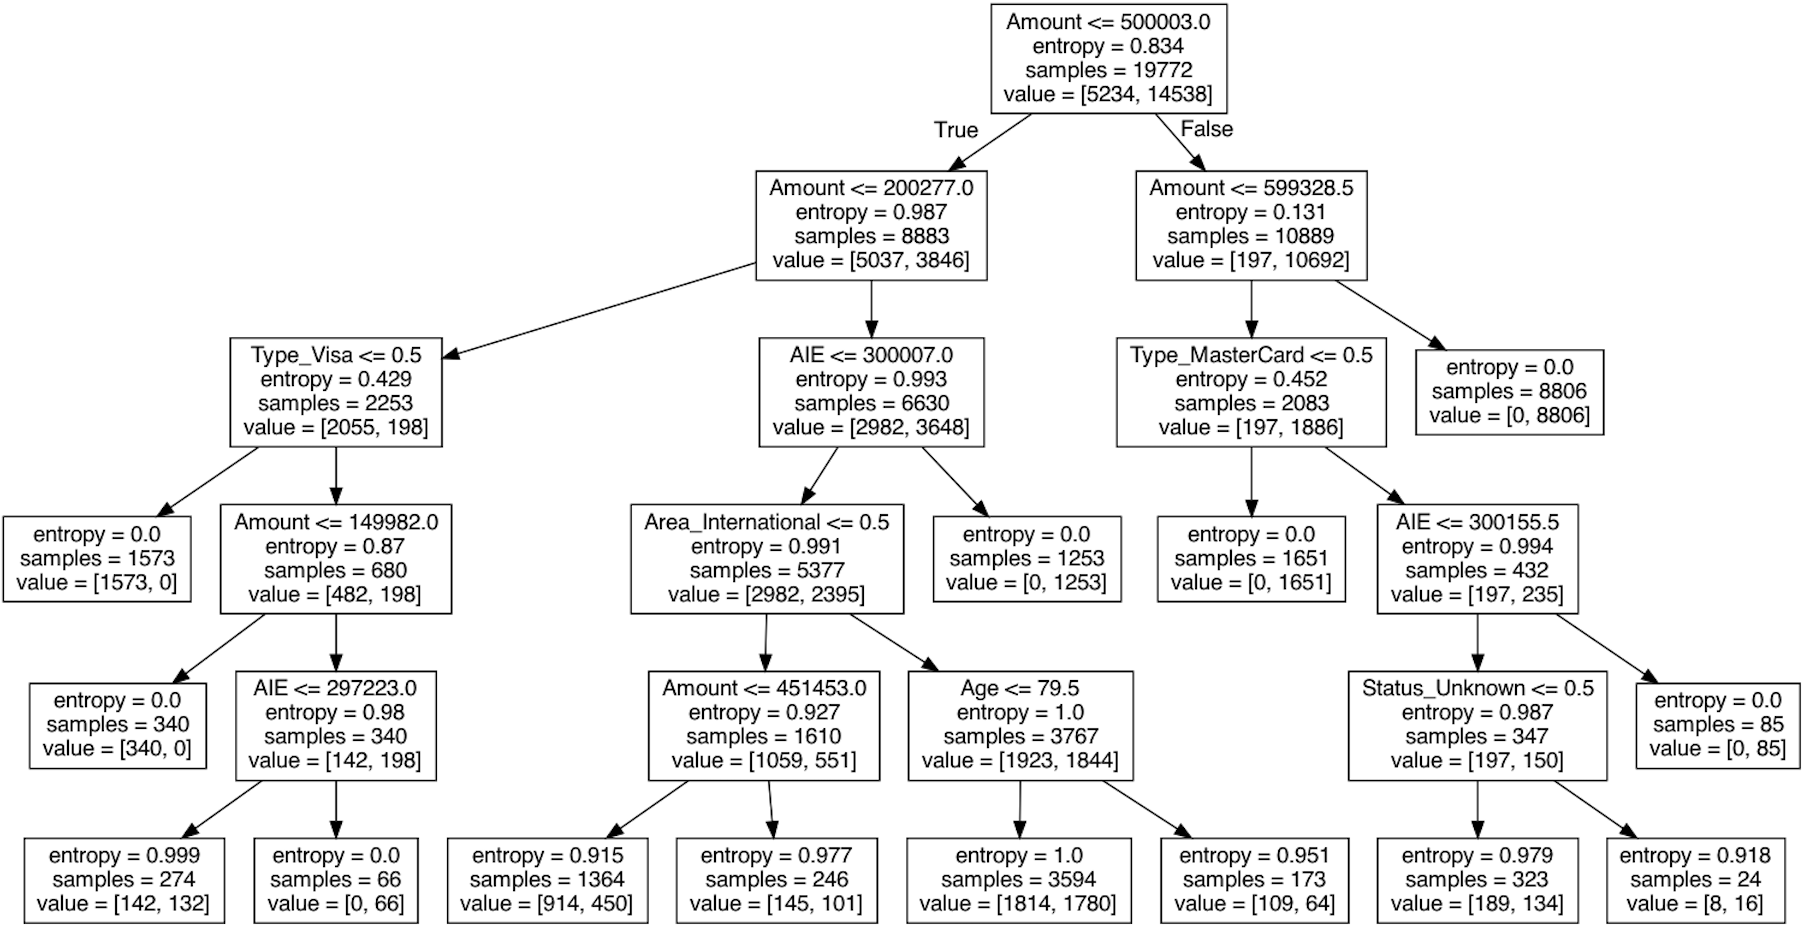 Amount <= 500003.0
entropy = 0.834
samples = 19772
value = [5234, 14538]
True
False
Amount <= 200277.0
entropy = 0.987
samples = 8883
value = [5037, 3846]
Amount <= 599328.5
entropy = 0.131
samples = 10889
value = [197, 10692]
Type_Visa <= 0.5
entropy = 0.429
samples = 2253
value = [2055, 198]
AIE <= 300007.0
entropy = 0.993
samples = 6630
value = [2982, 3648]
Type_MasterCard <= 0.5
entropy = 0.452
samples = 2083
value = [197, 1886]
entropy = 0.0
samples = 8806
value = [0, 8806]
entropy = 0.0
samples = 1573
value = [1573, 0]
Amount <= 149982.0
entropy = 0.87
samples = 680
value = [482, 198]
Area_International <= 0.5
entropy = 0.991
samples = 5377
value = [2982, 2395]
entropy = 0.0
samples = 1253
value = [0, 1253]
entropy = 0.0
samples = 1651
value = [0, 1651]
AIE <= 300155.5
entropy = 0.994
samples = 432
value = [197, 235]
entropy = 0.0
samples = 340
value = [340, 0]
AIE <= 297223.0
entropy = 0.98
samples = 340
value = [142, 198]
Amount <= 451453.0
entropy = 0.927
samples = 1610
value = [1059, 551]
Age <= 79.5
entropy = 1.0
samples = 3767
value = [1923, 1844]
Status_Unknown <= 0.5
entropy = 0.987
samples = 347
value = [197, 150]
entropy = 0.0
samples = 85
value = [0, 85]
entropy = 0.999
samples = 274
value = [142, 132]
entropy = 0.0
samples = 66
value = [0, 66]
entropy = 0.915
samples = 1364
value = [914, 450]
entropy = 0.977
samples = 246
value = [145, 101]
entropy = 1.0
samples = 3594
value = [1814, 1780]
entropy = 0.951
samples = 173
value = [109, 64]
entropy = 0.979
samples = 323
value = [189, 134]
entropy = 0.918
samples = 24
value = [8, 16]